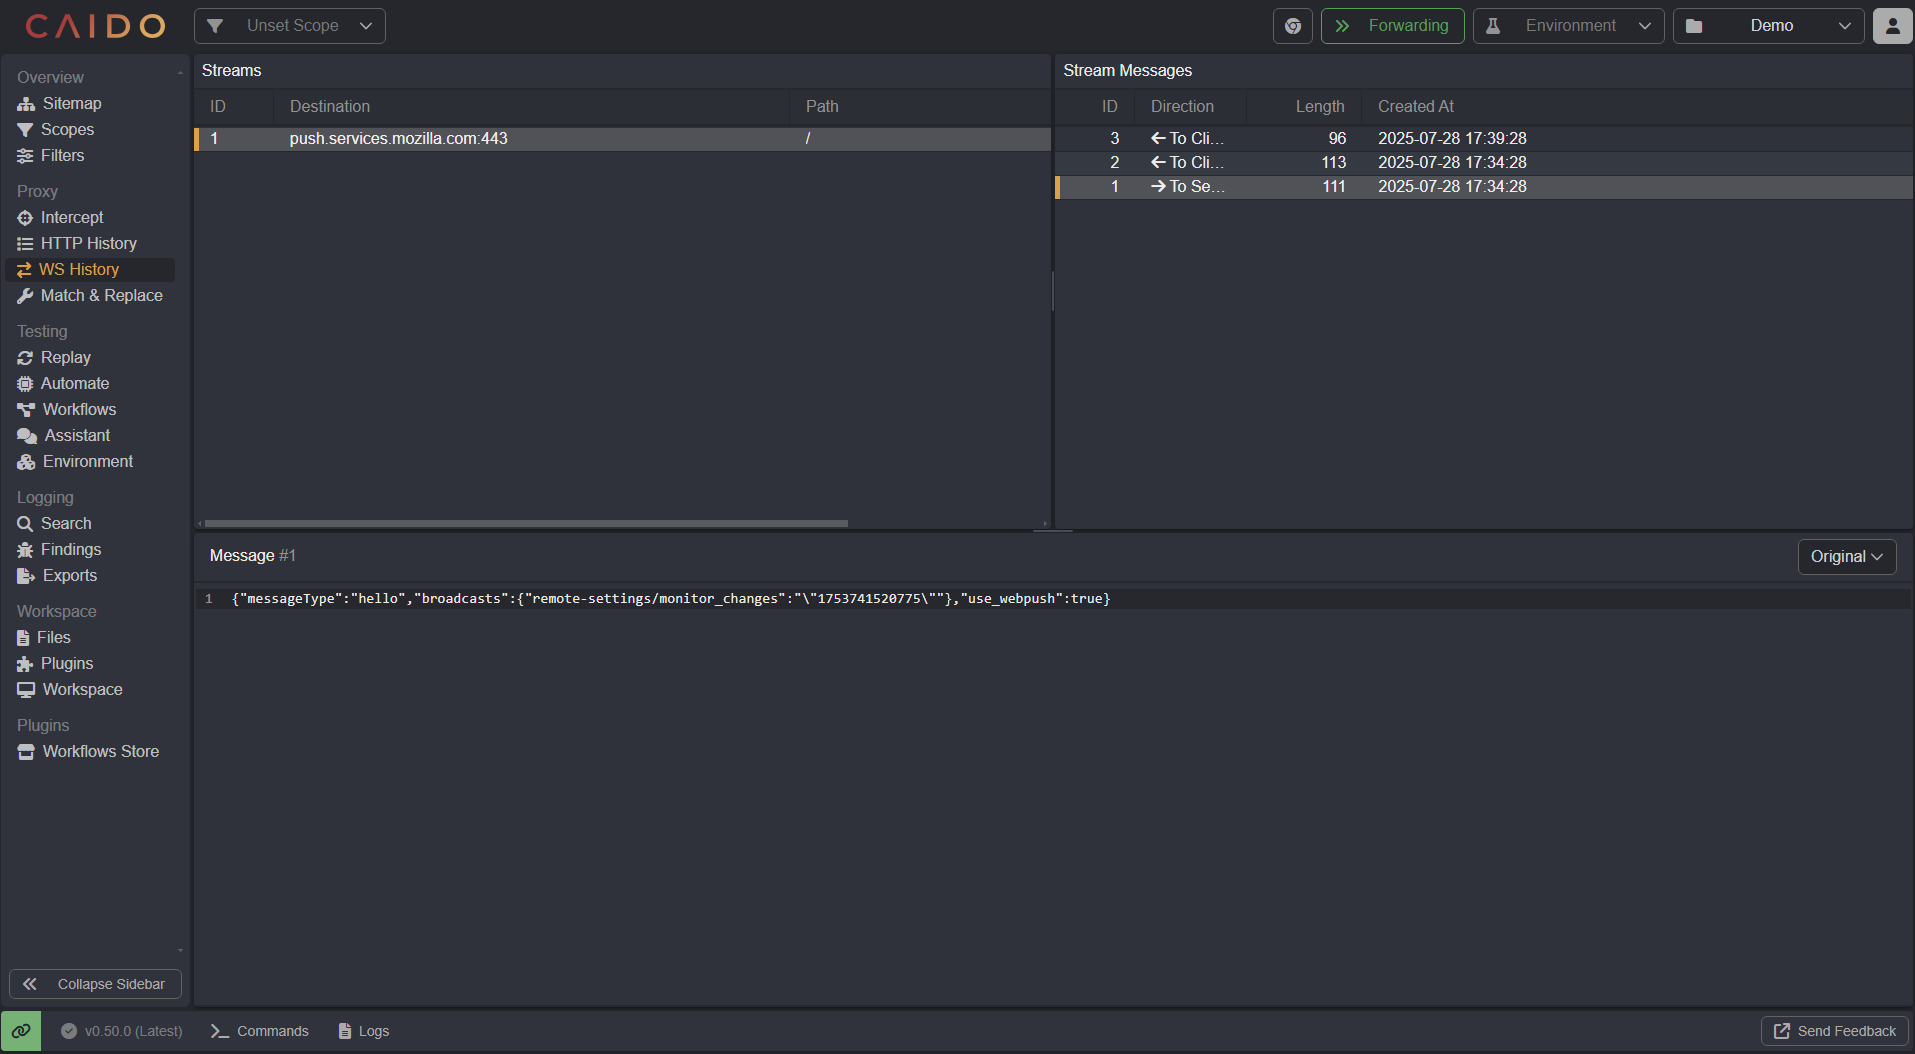 CAIDO
Unset Scope
Forwarding
Environment
Demo
Overview
Sitemap
Scopes
Filters
Proxy
Intercept
HTTP History
WS History
Match & Replace
Testing
Replay
Automate
Workflows
Assistant
Environment
Logging
Search
Findings
Exports
Workspace
Files
Plugins
Workspace
Plugins
Workflows Store
Collapse Sidebar
Streams
ID Destination Path
1 push.services.mozilla.com:443 /
Stream Messages
ID Direction Length Created At
3 ← To Cli... 96 2025-07-28 17:39:28
2 ← To Cli... 113 2025-07-28 17:34:28
1 → To Se... 111 2025-07-28 17:34:28
Message #1
Original
1 {"messageType":"hello","broadcasts":{"remote-settings/monitor_changes":"\"1753741520775\""},"use_webpush":true}
v0.50.0 (Latest)
Commands
Logs
Send Feedback